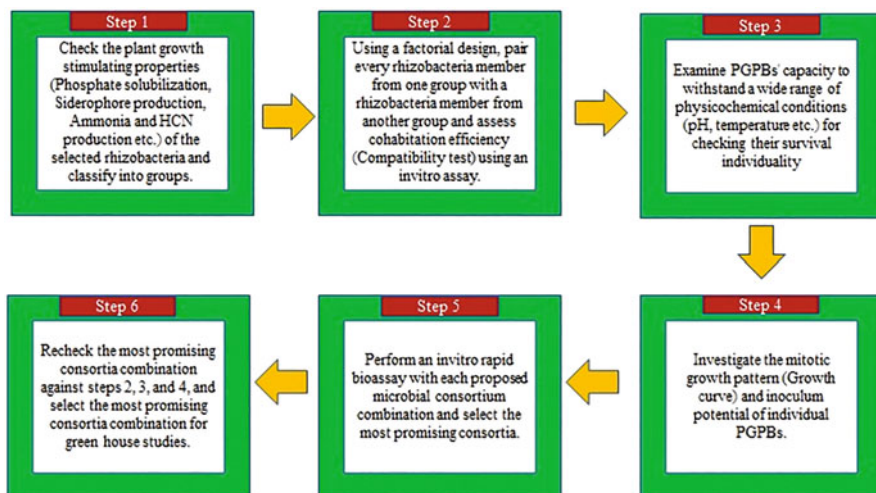 Step 1
Check the plant growth
stimulating properties
(Phosphate solubilization,
Siderophore production,
Ammonia and HCN
production etc.) of the
selected rhizobacteria and
classify into groups.
Step 2
Using a factorial design, pair
every rhizobacteria member
from one group with a
rhizobacteria member from
another group and assess
cohabitation efficiency
(Compatibility test) using an
invitro assay.
Step 3
Examine PGPBs' capacity to
withstand a wide range of
physicochemical conditions
(pH, temperature etc.) for
checking their survival
individuality
Step 4
Investigate the mitotic
growth pattern (Growth
curve) and inoculum
potential of individual
PGPBs.
Step 5
Perform an invitro rapid
bioassay with each proposed
microbial consortium
combination and select the
most promising consortia.
Step 6
Recheck the most promising
consortia combination
against steps 2, 3, and 4, and
select the most promising
consortia combination for
green house studies.